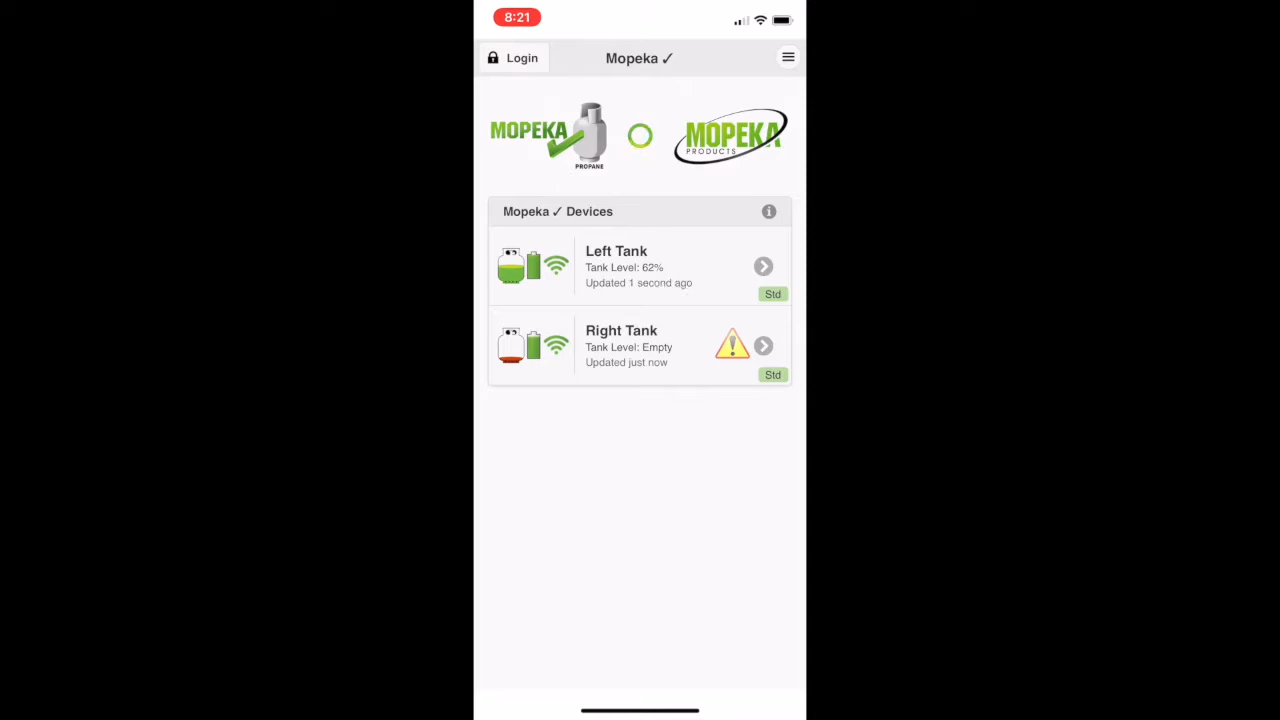 8:21
Login
Mopeka ✓
MOPEKA
PROPANE
MOPEKA
PRODUCTS
Mopeka ✓ Devices
Left Tank
Tank Level: 62%
Updated 1 second ago
Std
Right Tank
Tank Level: Empty
Updated just now
Std